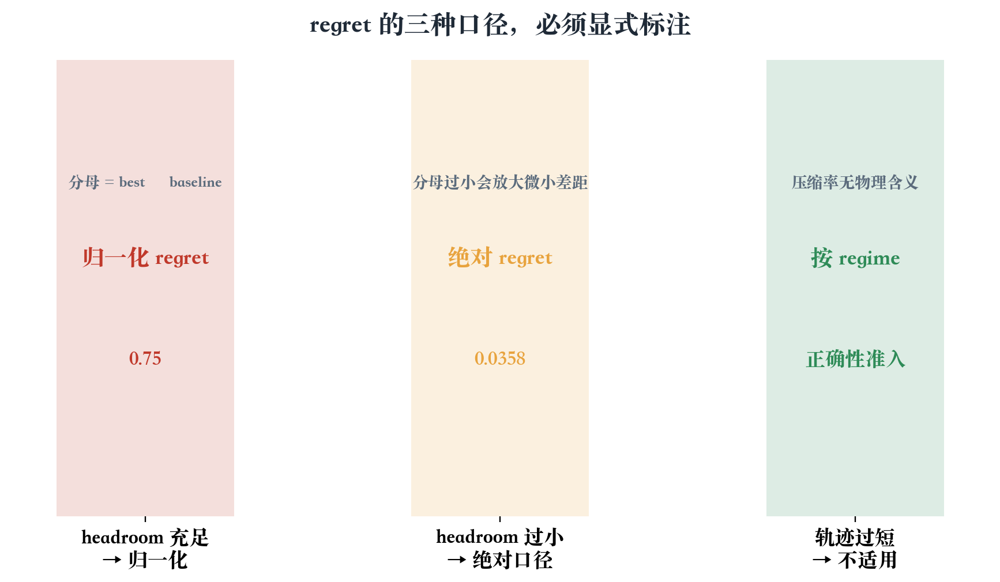 regret 的三种口径，必须显式标注
分母 = best baseline
归一化 regret
0.75
headroom 充足
→ 归一化
分母过小会放大微小差距
绝对 regret
0.0358
headroom 过小
→ 绝对口径
压缩率无物理含义
按 regime
正确性准入
轨迹过短
→ 不适用